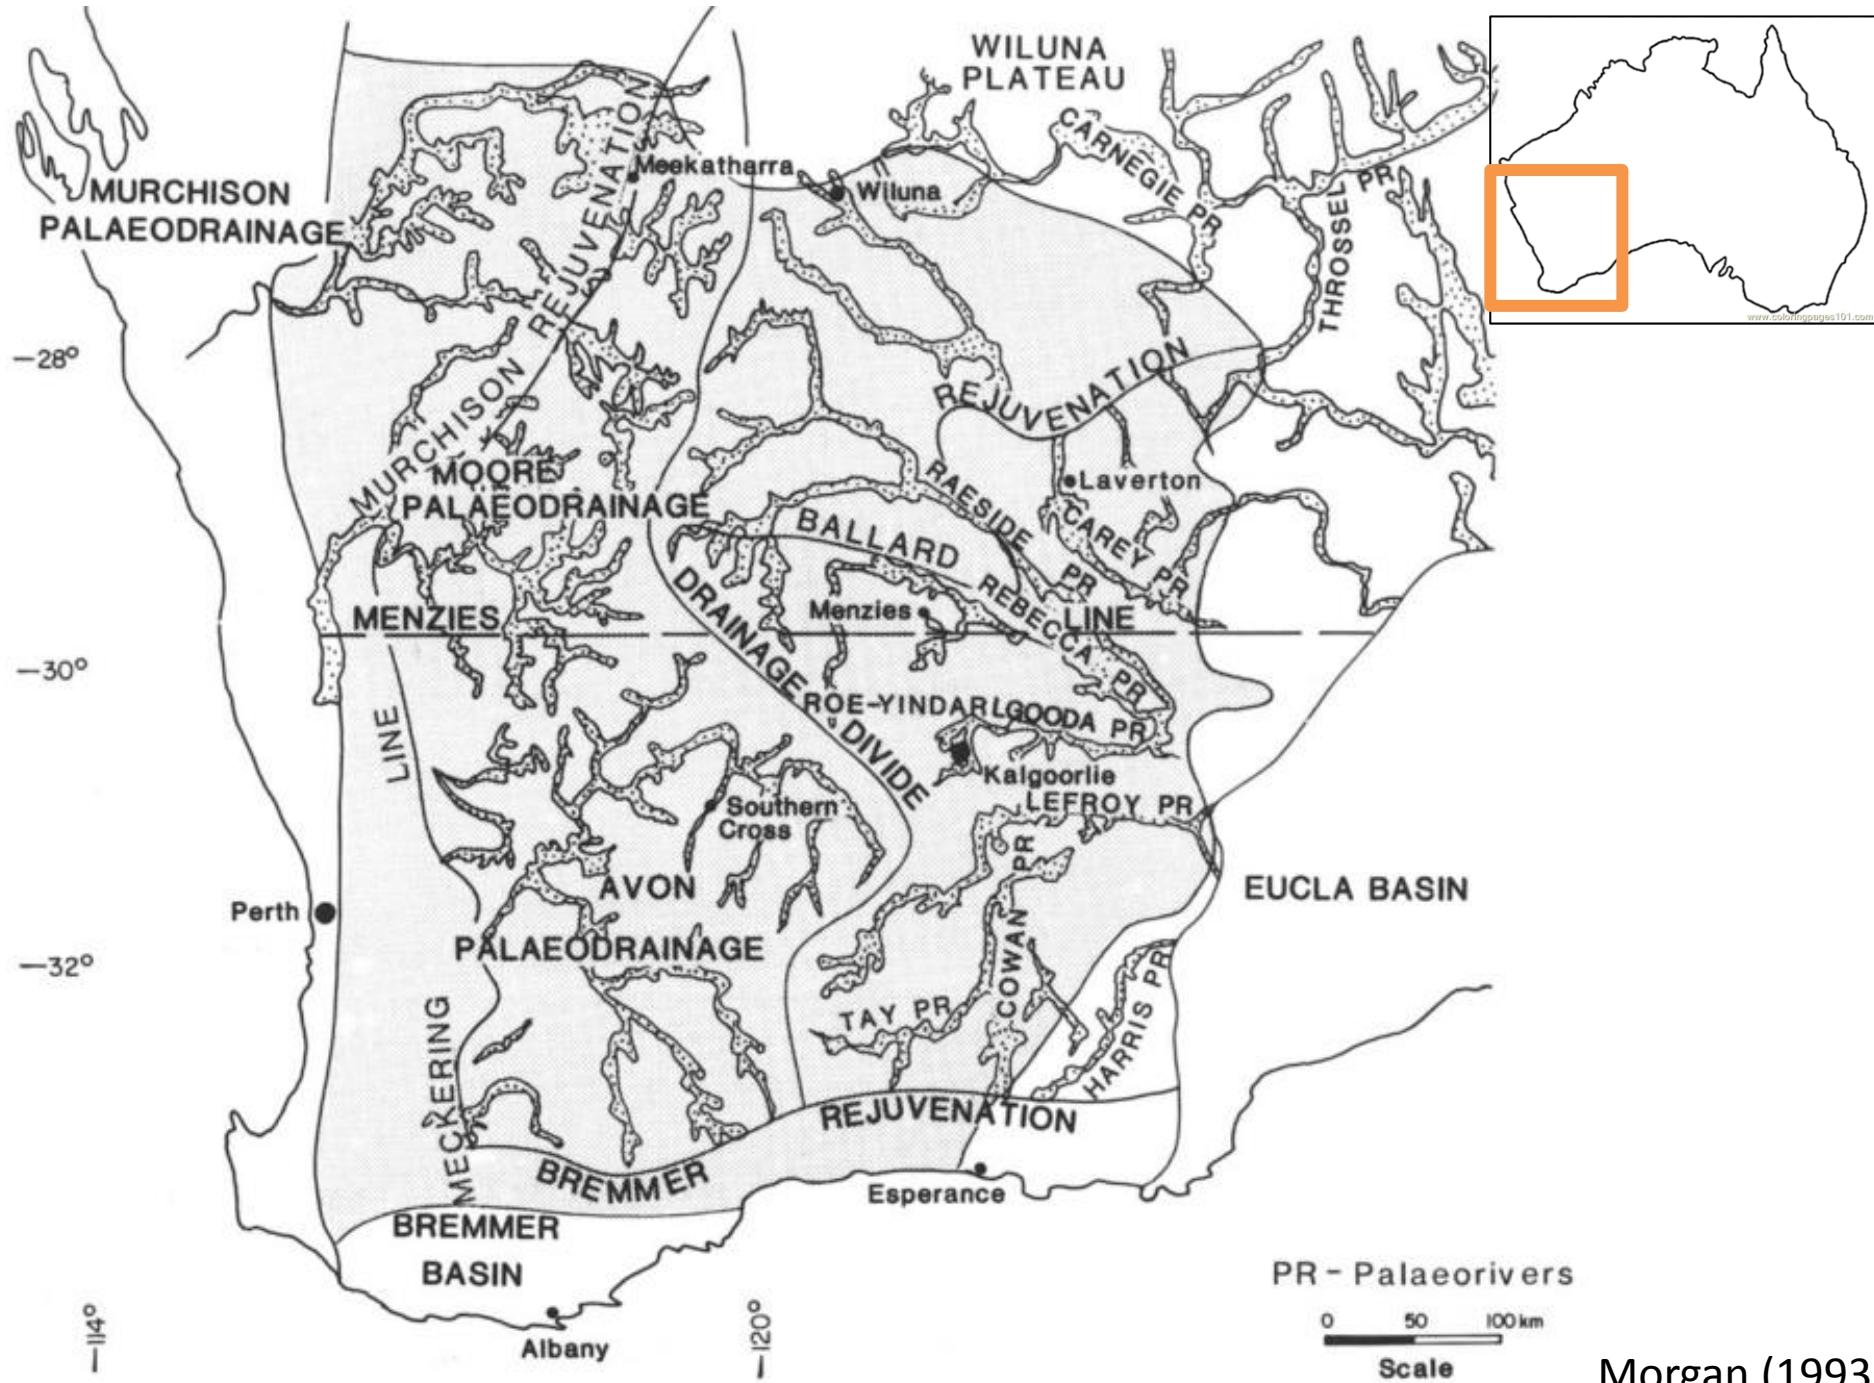 WILUNA
PLATEAU
CARNEGIE PR
THROSSEL
PR
www.coloringpages101.com
MURCHISON
PALAEODRAINAGE
Meekatharra
Wiluna
MURCHISON REJUVENATION
—28°
REJUVENATION
MOORE
PALAEODRAINAGE
RAESIDE
PR
Laverton
CAREY PR
BALLARD
REBECCA
PR
MENZIES
Menzies
LINE
—30°
DRAINAGE
DIVIDE
ROE-YINDARLGOODA PR
Kalgoorlie
LEFROY PR
LINE
Southern
Cross
COWAN PR
EUCLA BASIN
Perth
AVON
PALAEODRAINAGE
—32°
TAY PR
HARRIS PR
MECKERING
REJUVENATION
BREMMER
Esperance
BREMMER
BASIN
Albany
—114°
—120°
PR - Palaeorivers
0 50 100 km
Scale
Morgan (1993